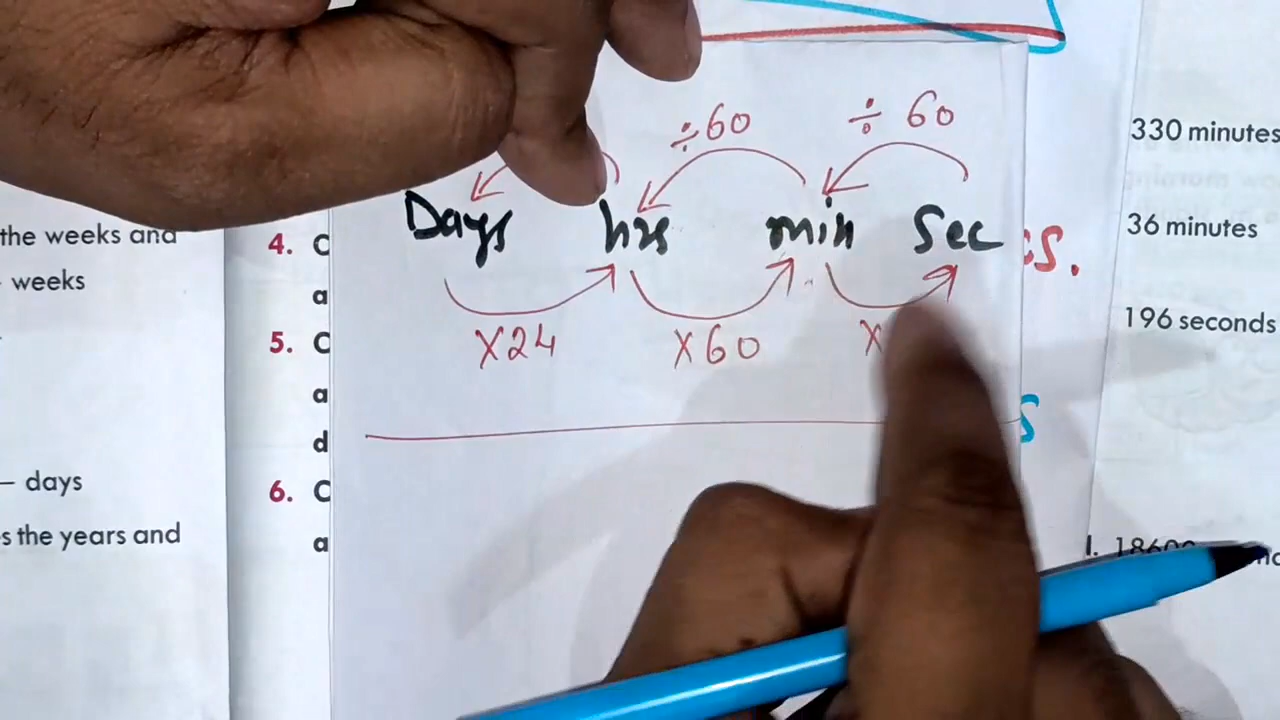 ÷60 ÷ 60
Days hrs min Sec
X24 X60 X
cs.
s
the weeks and
weeks
days
s the years and
4. C
a
5. C
a
d
6. C
a
330 minutes
36 minutes
196 seconds